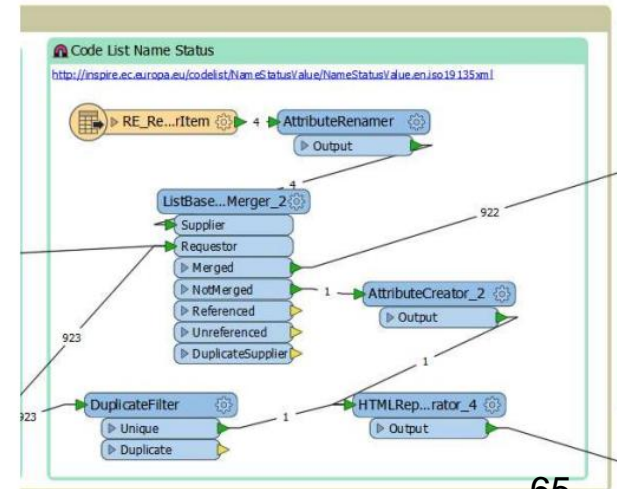 Code List Name Status
http://inspire.ec.europa.eu/codelist/NameStatusValue/NameStatusValue.en.iso19135xml
RE_Re...rItem
4
AttributeRenamer
Output
4
ListBase...Merger_2
Supplier
922
Requestor
Merged
NotMerged
1
AttributeCreator_2
Referenced
Output
Unreferenced
923
DuplicateSupplier
1
923
DuplicateFilter
HTMLRep...rator_4
Unique
1
Output
Duplicate
65